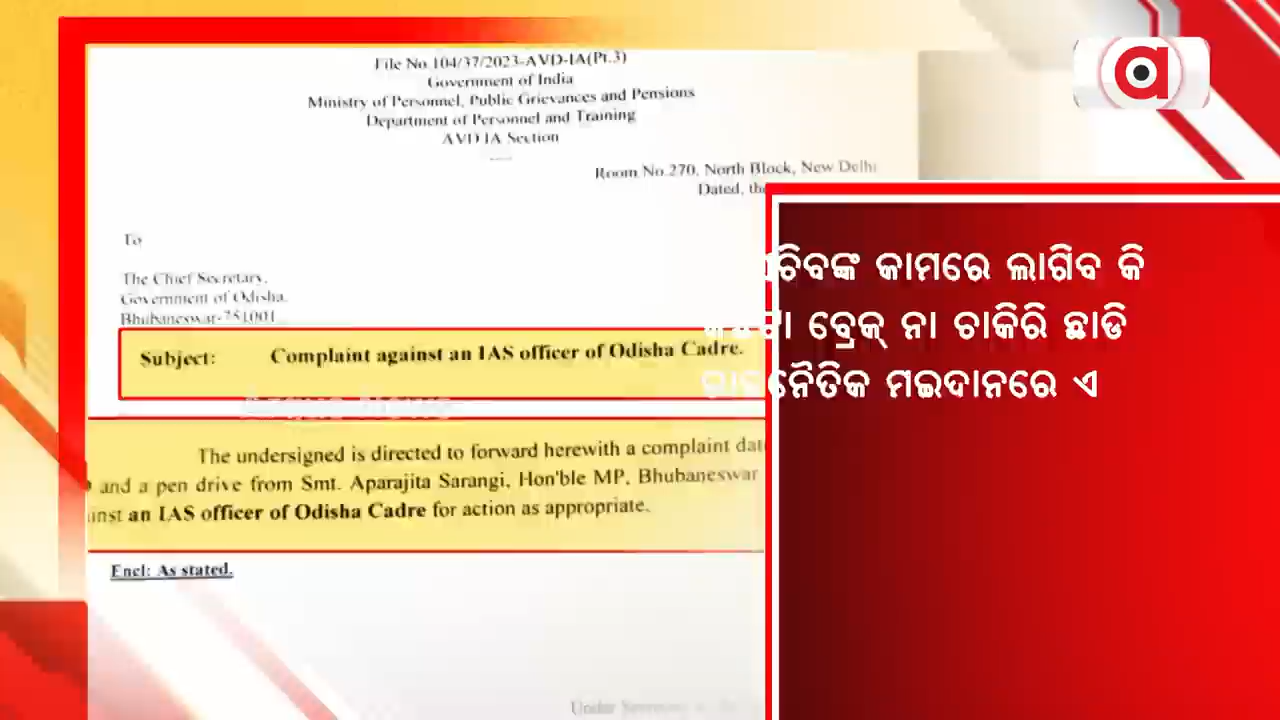 File No.104/37/2023-AVD-IA(Pt.3)
Government of India
Ministry of Personnel, Public Grievances and Pensions
Department of Personnel and Training
AVD IA Section
Room No.270, North Block, New Delhi
Dated, the
To
The Chief Secretary,
Government of Odisha,
Bhubaneswar-751001
Subject: Complaint against an IAS officer of Odisha Cadre.
The undersigned is directed to forward herewith a complaint
and a pen drive from Smt. Aparajita Sarangi, Hon'ble MP, Bhubaneswar
an IAS officer of Odisha Cadre for action as appropriate.
Encl: As stated.
କାମରେ ଲାଗିବ କି
ବ୍ରେକ୍ ନା ଚାକିରି ଛାଡି
ମଇଦାନରେ ଏ